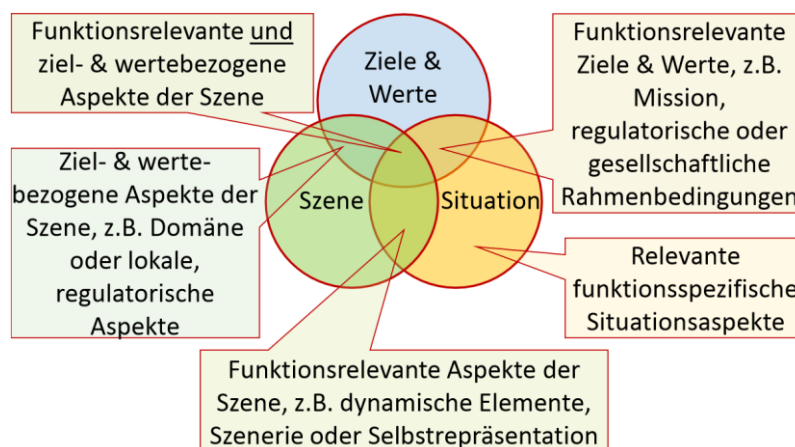 Funktionsrelevante und
ziel- & wertebezogene
Aspekte der Szene
Ziele &
Werte
Funktionsrelevante
Ziele & Werte, z.B.
Mission,
regulatorische oder
gesellschaftliche
Rahmenbedingungen
Ziel- & werte-
bezogene Aspekte der
Szene, z.B. Domäne
oder lokale,
regulatorische
Aspekte
Szene
Situation
Relevante
funktionsspezifische
Situationsaspekte
Funktionsrelevante Aspekte der
Szene, z.B. dynamische Elemente,
Szenerie oder Selbstrepräsentation